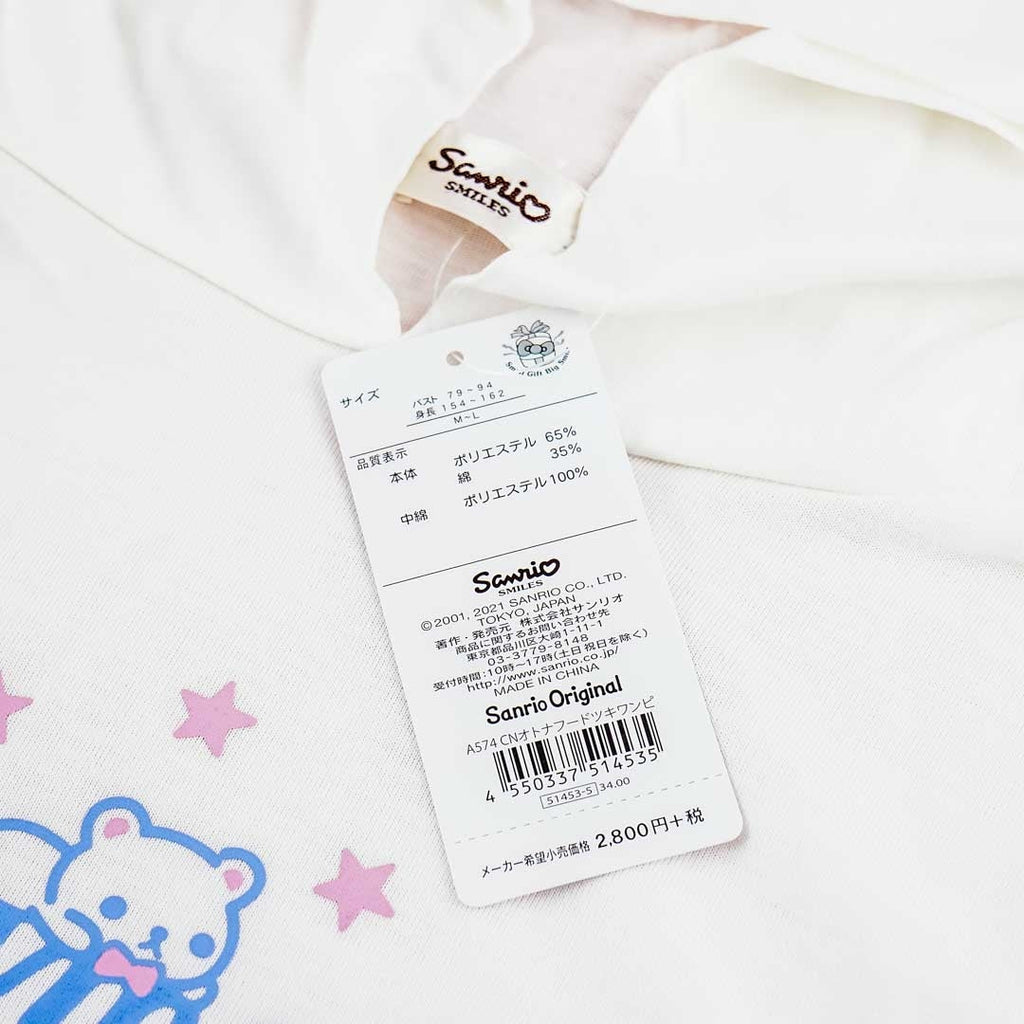 Sanrio
SMILES
Small Gift Big Smile
サイズ
バスト 79～94
身長 154～162
M～L
品質表示
本体 ポリエステル 65%
綿 35%
中綿 ポリエステル 100%
Sanrio
SMILES
©2001, 2021 SANRIO CO., LTD.
TOKYO, JAPAN
著作・発売元 株式会社サンリオ
商品に関するお問い合わせ先
東京都品川区大崎1-11-1
03-3779-8148
受付時間:10時～17時(土日祝日を除く)
http://www.sanrio.co.jp/
MADE IN CHINA
Sanrio Original
A574 CNオトナフードツキワンピ
4 550337 514535
51453-5 34.00
メーカー希望小売価格 2,800円+税